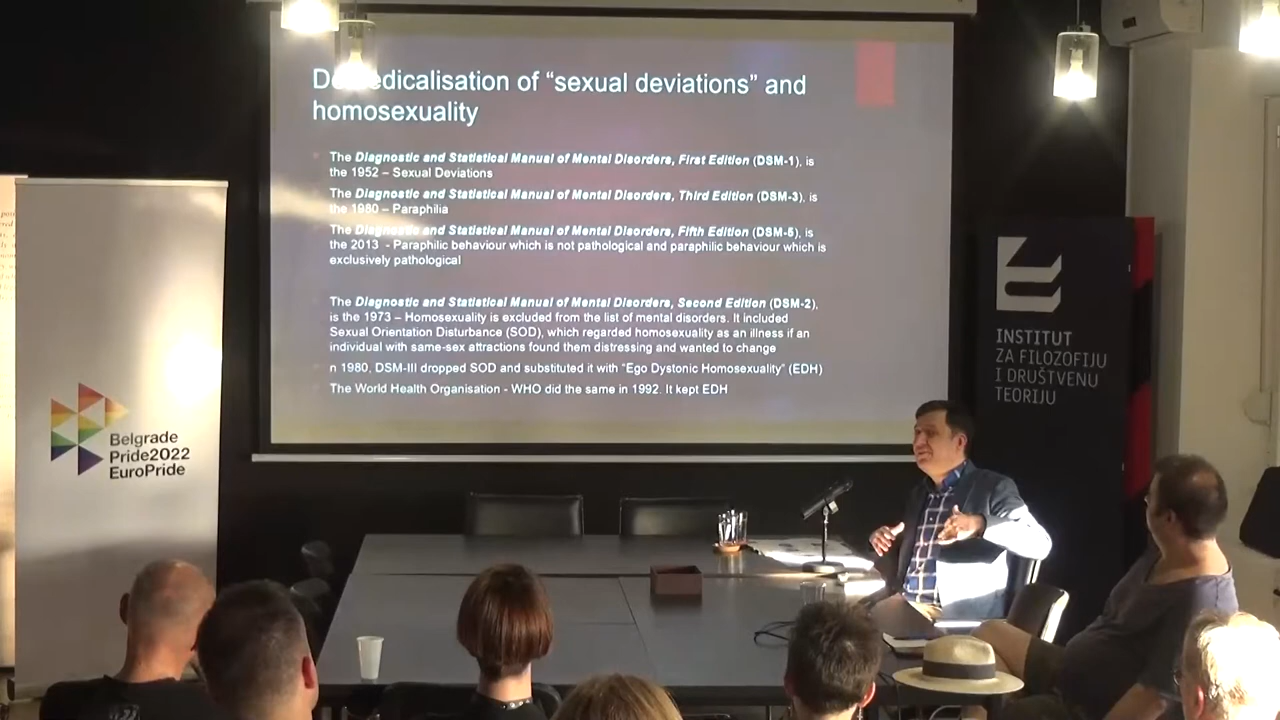 De edicalisation of “sexual deviations” and
homosexuality
The Diagnostic and Statistical Manual of Mental Disorders, First Edition (DSM-1), is
the 1952 – Sexual Deviations
The Diagnostic and Statistical Manual of Mental Disorders, Third Edition (DSM-3), is
the 1980 – Paraphilia
The Diagnostic and Statistical Manual of Mental Disorders, Fifth Edition (DSM-5), is
the 2013 - Paraphilic behaviour which is not pathological and paraphilic behaviour which is
exclusively pathological
The Diagnostic and Statistical Manual of Mental Disorders, Second Edition (DSM-2),
is the 1973 – Homosexuality is excluded from the list of mental disorders. It included
Sexual Orientation Disturbance (SOD), which regarded homosexuality as an illness if an
individual with same-sex attractions found them distressing and wanted to change
n 1980, DSM-III dropped SOD and substituted it with “Ego Dystonic Homosexuality” (EDH)
The World Health Organisation - WHO did the same in 1992. It kept EDH
Belgrade
Pride2022
EuroPride
INSTITUT
ZA FILOZOFIJU
I DRUŠTVENU
TEORIJU